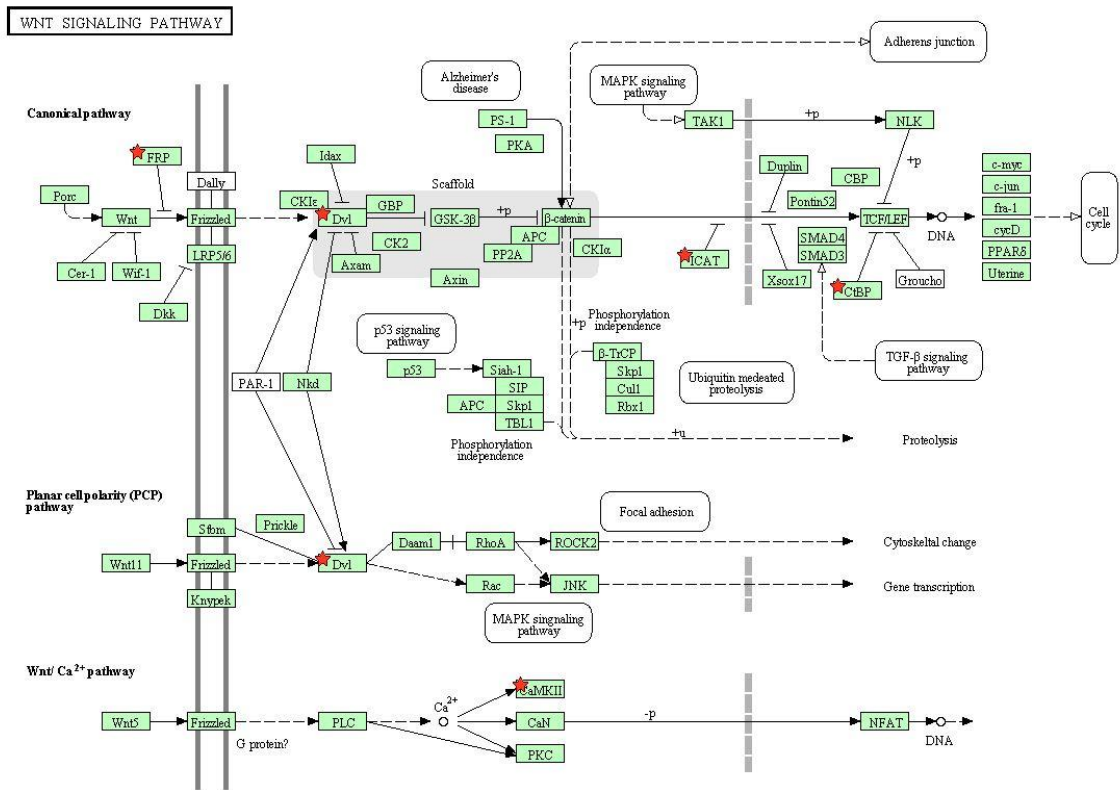 WNT SIGNALING PATHWAY
Adherens junction
Alzheimer's
disease
MAPK signaling
pathway
Canonical pathway
PS-1
TAK1
+p
NLK
PKA
FRP
Idax
+p
Duplin
c-myc
Porc
Dally
Scaffold
CBP
c-jun
CKIε
GBP
Pontin52
fra-1
Cell
cycle
Wnt
Frizzled
Dvl
GSK-3β
+p
β-catenin
TCF/LEF
DNA
cycD
CK2
APC
PP2A
CKIα
SMAD4
SMAD3
PPARδ
LRP5/6
Axam
ICAT
Uterine
Cer-1
Wif-1
Axin
Xsox17
CtBP
Groucho
Dkk
p53 signaling
pathway
+p
Phosphorylation
independence
TGF-β signaling
pathway
p53
Siah-1
β-TrCP
PAR-1
Nkd
SIP
Skp1
Ubiquitin medeated
proteolysis
APC
Skp1
Cul1
TBL1
Rbx1
+u
Proteolysis
Phosphorylation
independence
Planar cell polarity (PCP)
pathway
Focal adhesion
Stbm
Prickle
Daam1
RhoA
ROCK2
Cytoskeltal change
Wnt11
Frizzled
Dvl
Rac
JNK
Gene transcription
Knypek
MAPK singnaling
pathway
Wnt/ Ca2+ pathway
CaMKII
Ca2+
Wnt5
Frizzled
PLC
CaN
-p
NFAT
DNA
G protein?
PKC